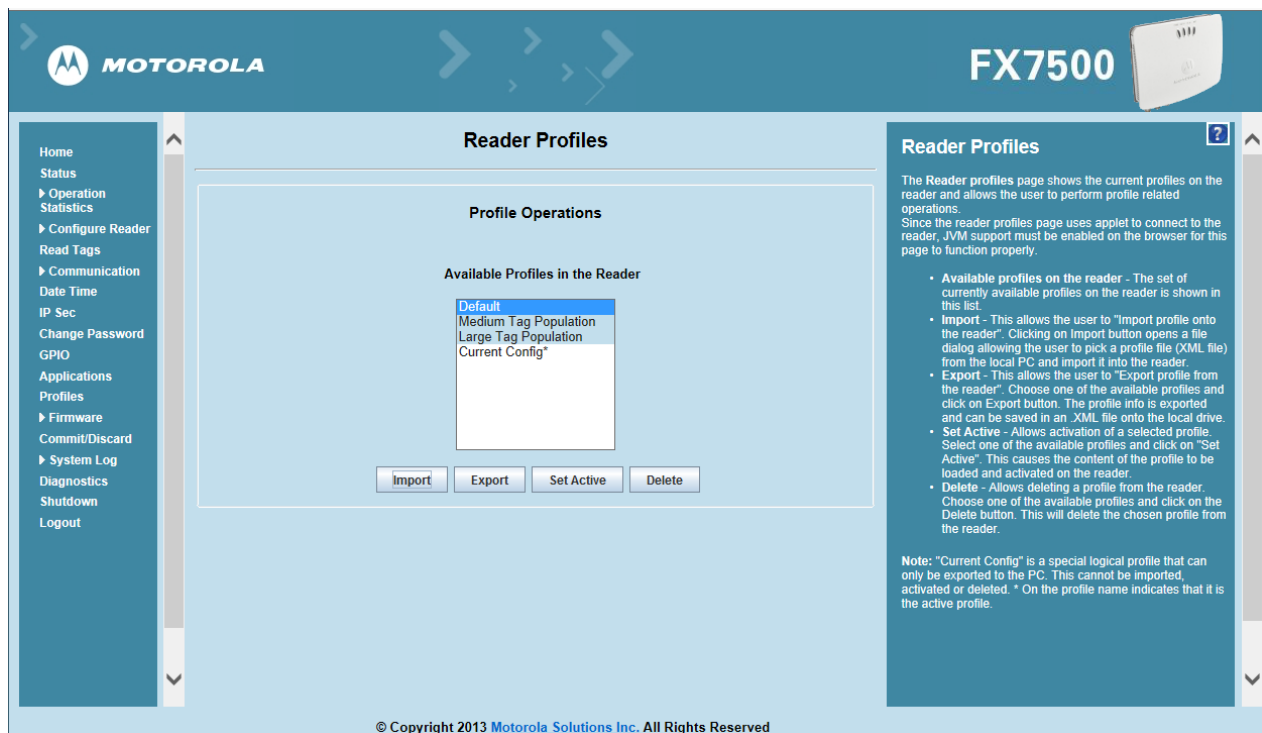 MOTOROLA
FX7500
Home
Status
Operation
Statistics
Configure Reader
Read Tags
Communication
Date Time
IP Sec
Change Password
GPIO
Applications
Profiles
Firmware
Commit/Discard
System Log
Diagnostics
Shutdown
Logout
Reader Profiles
Profile Operations
Available Profiles in the Reader
Default
Medium Tag Population
Large Tag Population
Current Config*
Import
Export
Set Active
Delete
?
Reader Profiles
The Reader profiles page shows the current profiles on the
reader and allows the user to perform profile related
operations.
Since the reader profiles page uses applet to connect to the
reader, JVM support must be enabled on the browser for this
page to function properly.
• Available profiles on the reader - The set of
currently available profiles on the reader is shown in
this list.
• Import - This allows the user to "Import profile onto
the reader". Clicking on Import button opens a file
dialog allowing the user to pick a profile file (XML file)
from the local PC and import it into the reader.
• Export - This allows the user to "Export profile from
the reader". Choose one of the available profiles and
click on Export button. The profile info is exported
and can be saved in an .XML file onto the local drive.
• Set Active - Allows activation of a selected profile.
Select one of the available profiles and click on "Set
Active". This causes the content of the profile to be
loaded and activated on the reader.
• Delete - Allows deleting a profile from the reader.
Choose one of the available profiles and click on the
Delete button. This will delete the chosen profile from
the reader.
Note: "Current Config" is a special logical profile that can
only be exported to the PC. This cannot be imported,
activated or deleted. * On the profile name indicates that it is
the active profile.
© Copyright 2013 Motorola Solutions Inc. All Rights Reserved